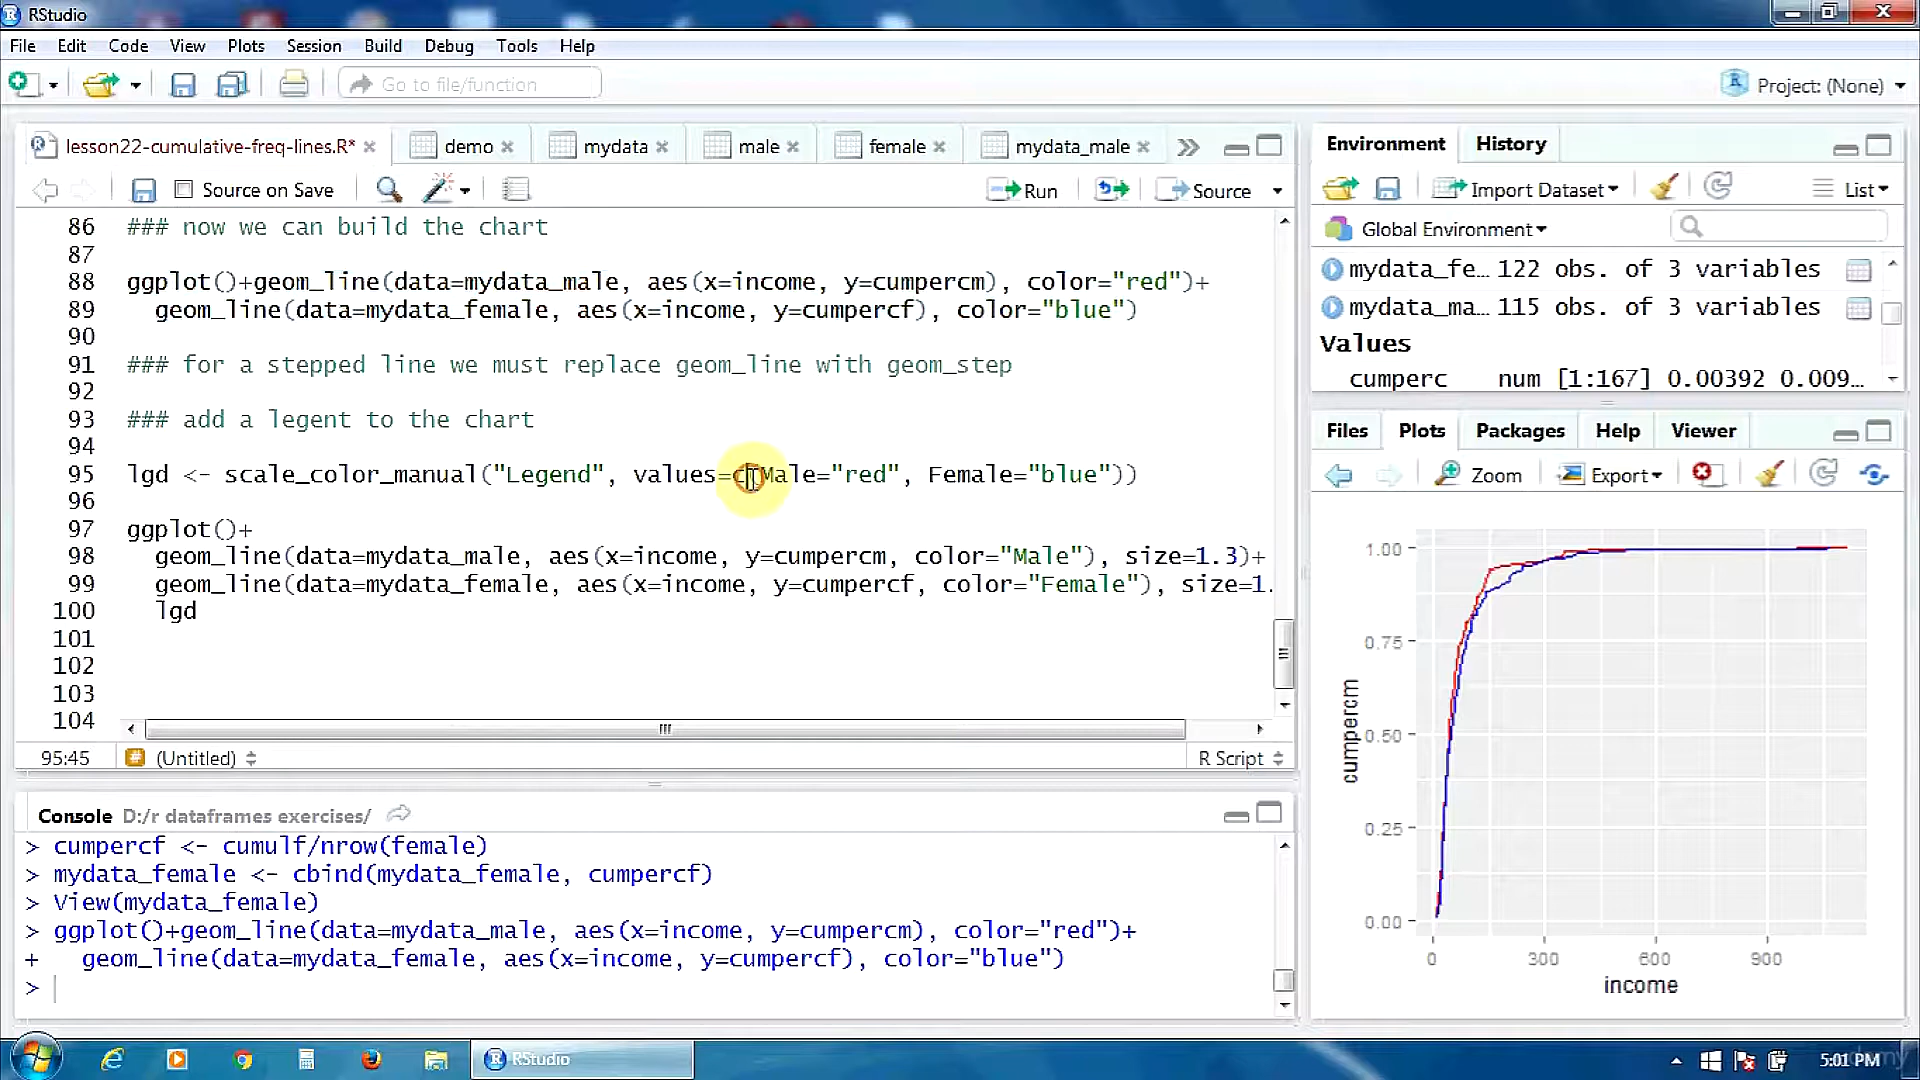 RStudio
File Edit Code View Plots Session Build Debug Tools Help
Go to file/function
Project: (None)
lesson22-cumulative-freq-lines.R* demo mydata male female mydata_male
Source on Save Run Source
86 ### now we can build the chart
87
88 ggplot()+geom_line(data=mydata_male, aes(x=income, y=cumpercm), color="red")+
89 geom_line(data=mydata_female, aes(x=income, y=cumpercf), color="blue")
90
91 ### for a stepped line we must replace geom_line with geom_step
92
93 ### add a legent to the chart
94
95 lgd <- scale_color_manual("Legend", values=c(Male="red", Female="blue"))
96
97 ggplot()+
98 geom_line(data=mydata_male, aes(x=income, y=cumpercm, color="Male"), size=1.3)+
99 geom_line(data=mydata_female, aes(x=income, y=cumpercf, color="Female"), size=1.
100 lgd
101
102
103
104
95:45 (Untitled) R Script
Console D:/r dataframes exercises/
> cumpercf <- cumulf/nrow(female)
> mydata_female <- cbind(mydata_female, cumpercf)
> View(mydata_female)
> ggplot()+geom_line(data=mydata_male, aes(x=income, y=cumpercm), color="red")+
+ geom_line(data=mydata_female, aes(x=income, y=cumpercf), color="blue")
>
Environment History
Import Dataset List
Global Environment
mydata_fe... 122 obs. of 3 variables
mydata_ma... 115 obs. of 3 variables
Values
cumperc num [1:167] 0.00392 0.009...
Files Plots Packages Help Viewer
Zoom Export
1.00
0.75
0.50
0.25
0.00
cumpercm
0 300 600 900
income
RStudio
5:01 PM